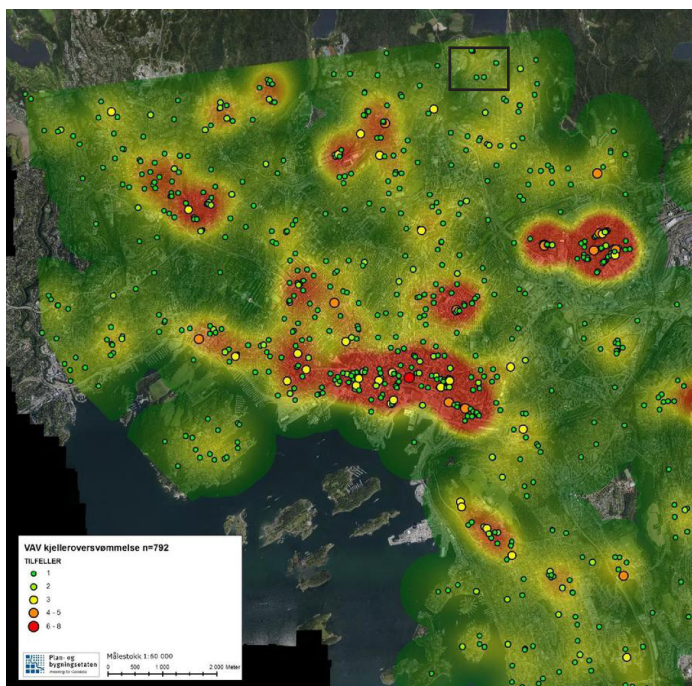 VAV kjelleroversvømmelse n=792
TILFELLER
1
2
3
4 - 5
6 - 8
Plan- og
bygningsetaten
Målestokk 1:60 000
0 500 1 000 2 000 Meter